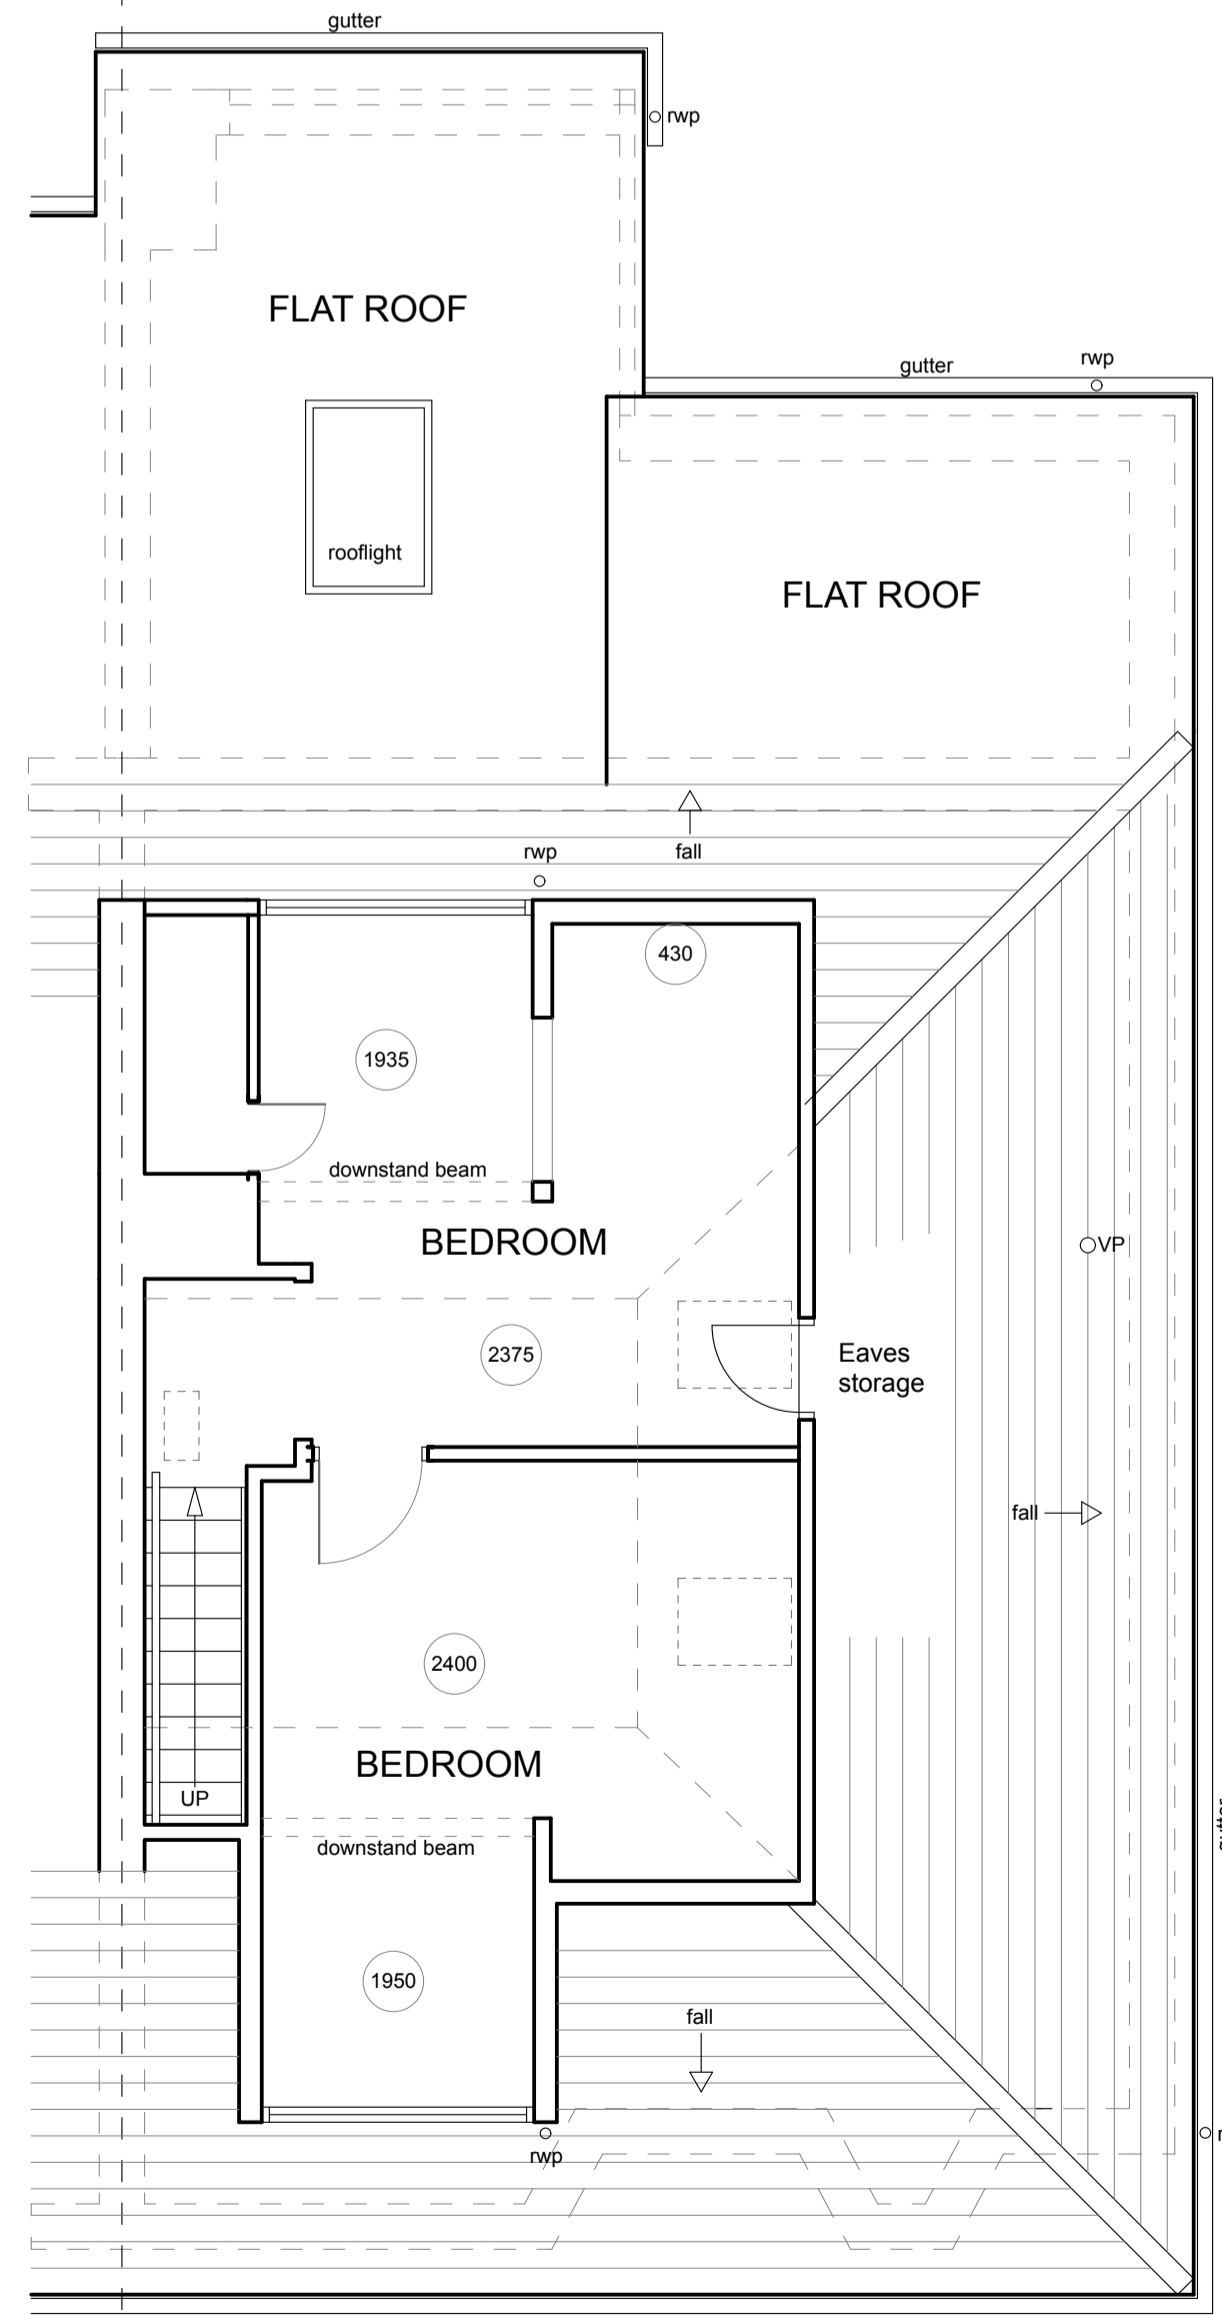 gutter
rwp
FLAT ROOF
rwp
gutter
rooflight
FLAT ROOF
fall
rwp
430
1935
downstand beam
BEDROOM
VP
2375
Eaves
storage
fall
2400
BEDROOM
UP
downstand beam
1950
fall
rwp